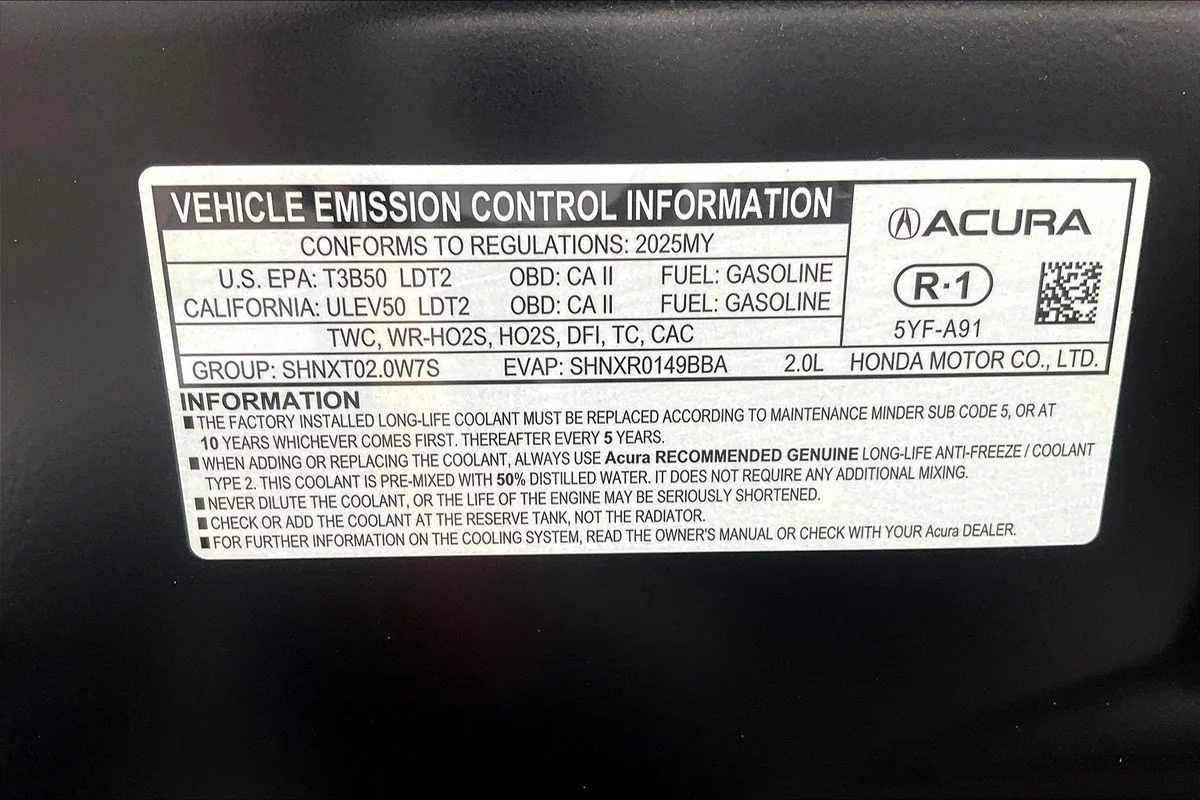 VEHICLE EMISSION CONTROL INFORMATION
CONFORMS TO REGULATIONS: 2025MY
U.S. EPA: T3B50 LDT2 OBD: CA II FUEL: GASOLINE
CALIFORNIA: ULEV50 LDT2 OBD: CA II FUEL: GASOLINE
TWC, WR-HO2S, HO2S, DFI, TC, CAC
ACURA
R·1
5YF-A91
GROUP: SHNXT02.0W7S EVAP: SHNXR0149BBA 2.0L HONDA MOTOR CO., LTD.
INFORMATION
■ THE FACTORY INSTALLED LONG-LIFE COOLANT MUST BE REPLACED ACCORDING TO MAINTENANCE MINDER SUB CODE 5, OR AT
10 YEARS WHICHEVER COMES FIRST. THEREAFTER EVERY 5 YEARS.
■ WHEN ADDING OR REPLACING THE COOLANT, ALWAYS USE Acura RECOMMENDED GENUINE LONG-LIFE ANTI-FREEZE / COOLANT
TYPE 2. THIS COOLANT IS PRE-MIXED WITH 50% DISTILLED WATER. IT DOES NOT REQUIRE ANY ADDITIONAL MIXING.
■ NEVER DILUTE THE COOLANT, OR THE LIFE OF THE ENGINE MAY BE SERIOUSLY SHORTENED.
■ CHECK OR ADD THE COOLANT AT THE RESERVE TANK, NOT THE RADIATOR.
■ FOR FURTHER INFORMATION ON THE COOLING SYSTEM, READ THE OWNER'S MANUAL OR CHECK WITH YOUR Acura DEALER.